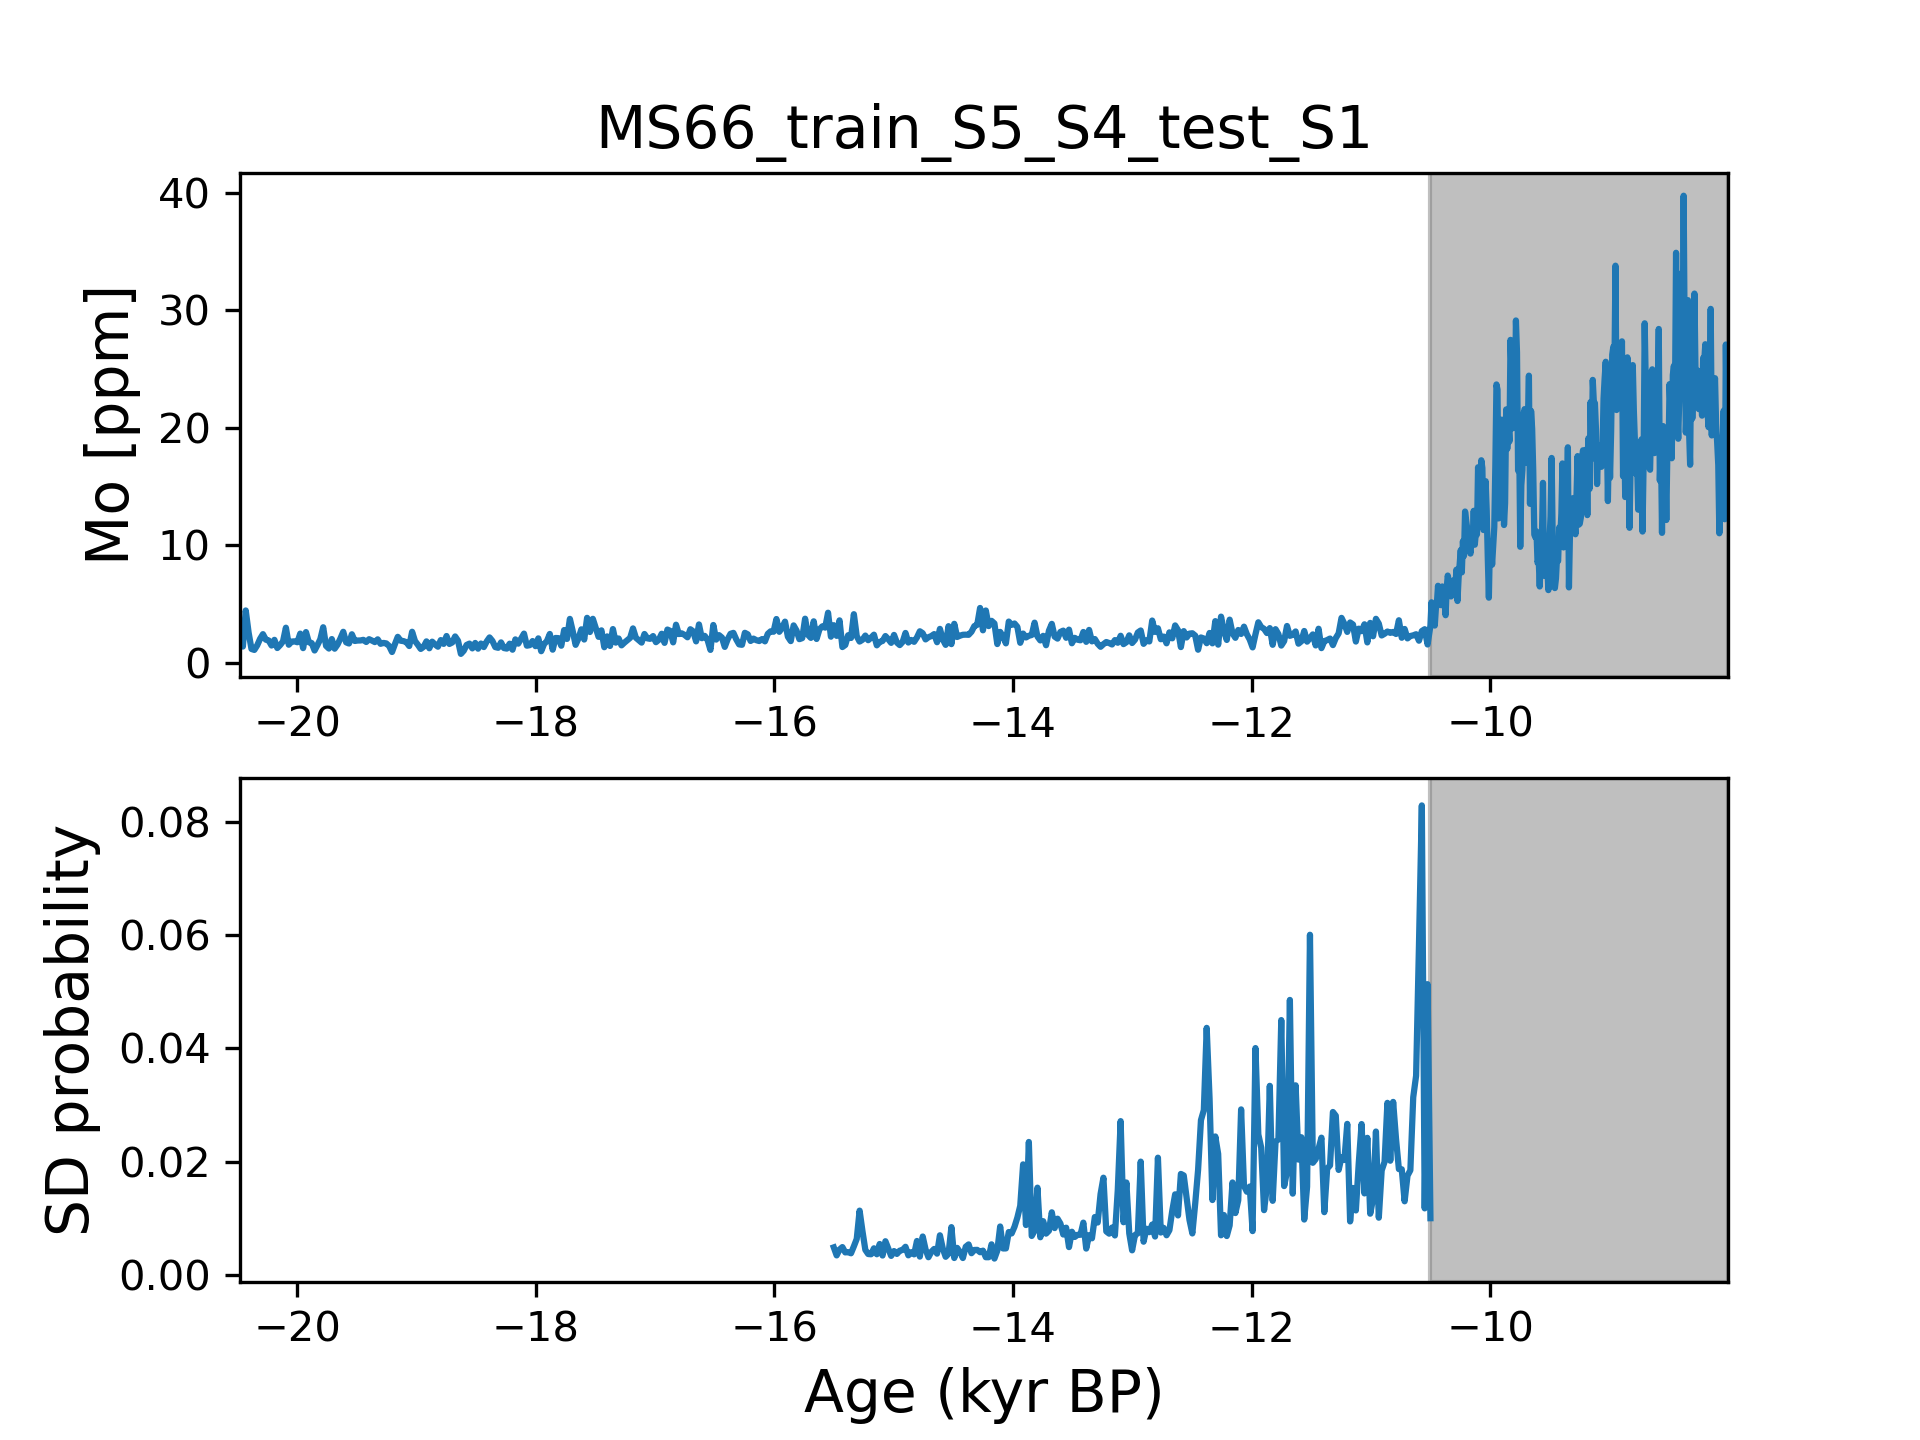 MS66_train_S5_S4_test_S1
Mo [ppm]
40
30
20
10
0
−20 −18 −16 −14 −12 −10
SD probability
0.08
0.06
0.04
0.02
0.00
−20 −18 −16 −14 −12 −10
Age (kyr BP)